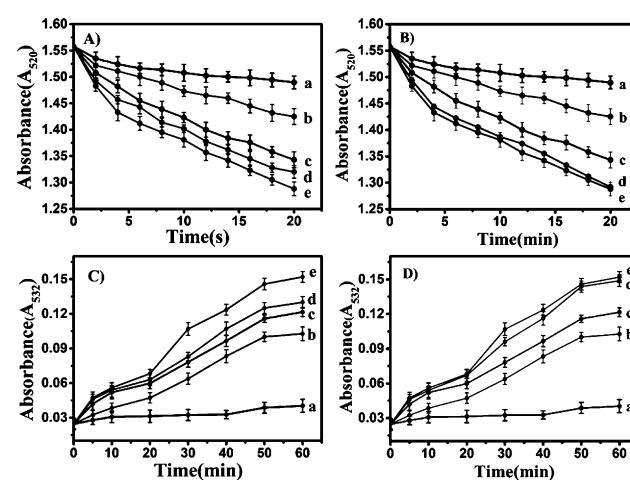 A)
1.60
1.55
1.50
1.45
1.40
1.35
1.30
1.25
Absorbance(A520)
0 5 10 15 20
Time(s)
a
b
c
d
e
B)
1.60
1.55
1.50
1.45
1.40
1.35
1.30
1.25
Absorbance(A520)
0 5 10 15 20
Time(min)
a
b
c
d
e
C)
0.15
0.12
0.09
0.06
0.03
Absorbance(A532)
0 10 20 30 40 50 60
Time(min)
e
d
c
b
a
D)
0.15
0.12
0.09
0.06
0.03
Absorbance(A532)
0 10 20 30 40 50 60
Time(min)
e
d
c
b
a